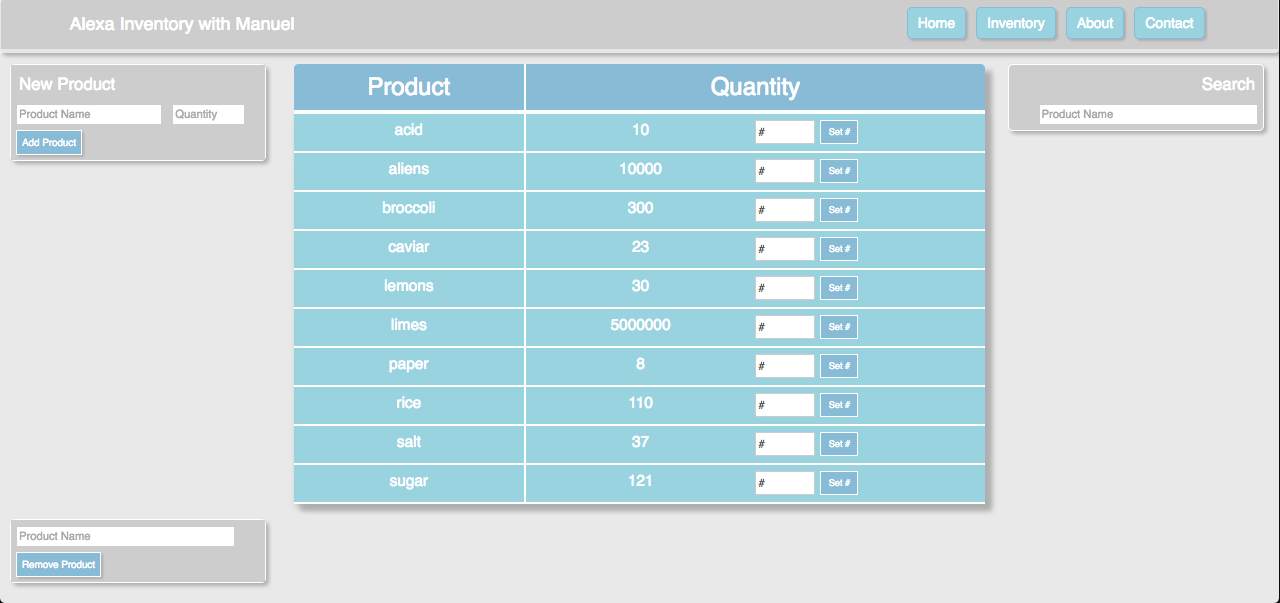 Alexa Inventory with Manuel
Home Inventory About Contact
New Product
Product Name Quantity
Add Product
Product Quantity
acid 10 # Set #
aliens 10000 # Set #
broccoli 300 # Set #
caviar 23 # Set #
lemons 30 # Set #
limes 5000000 # Set #
paper 8 # Set #
rice 110 # Set #
salt 37 # Set #
sugar 121 # Set #
Search
Product Name
Product Name
Remove Product